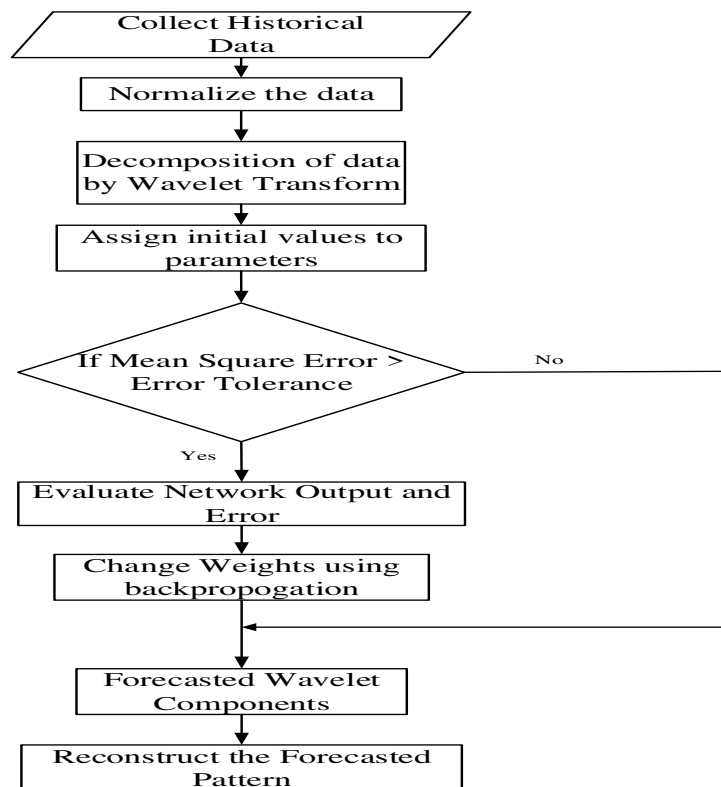 Collect Historical
Data
Normalize the data
Decomposition of data
by Wavelet Transform
Assign initial values to
parameters
If Mean Square Error >
Error Tolerance
No
Yes
Evaluate Network Output and
Error
Change Weights using
backpropogation
Forecasted Wavelet
Components
Reconstruct the Forecasted
Pattern